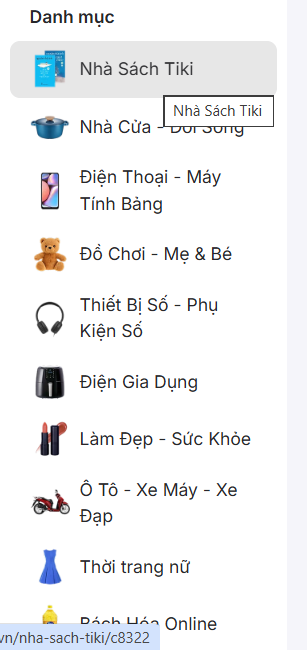 Danh mục
Nhà Sách Tiki
Nhà Sách Tiki
Nhà Cửa - Đời Sống
Điện Thoại - Máy
Tính Bảng
Đồ Chơi - Mẹ & Bé
Thiết Bị Số - Phụ
Kiện Số
Điện Gia Dụng
Làm Đẹp - Sức Khỏe
Ô Tô - Xe Máy - Xe
Đạp
Thời trang nữ
Bách Hóa Online
vn/nha-sach-tiki/c8322